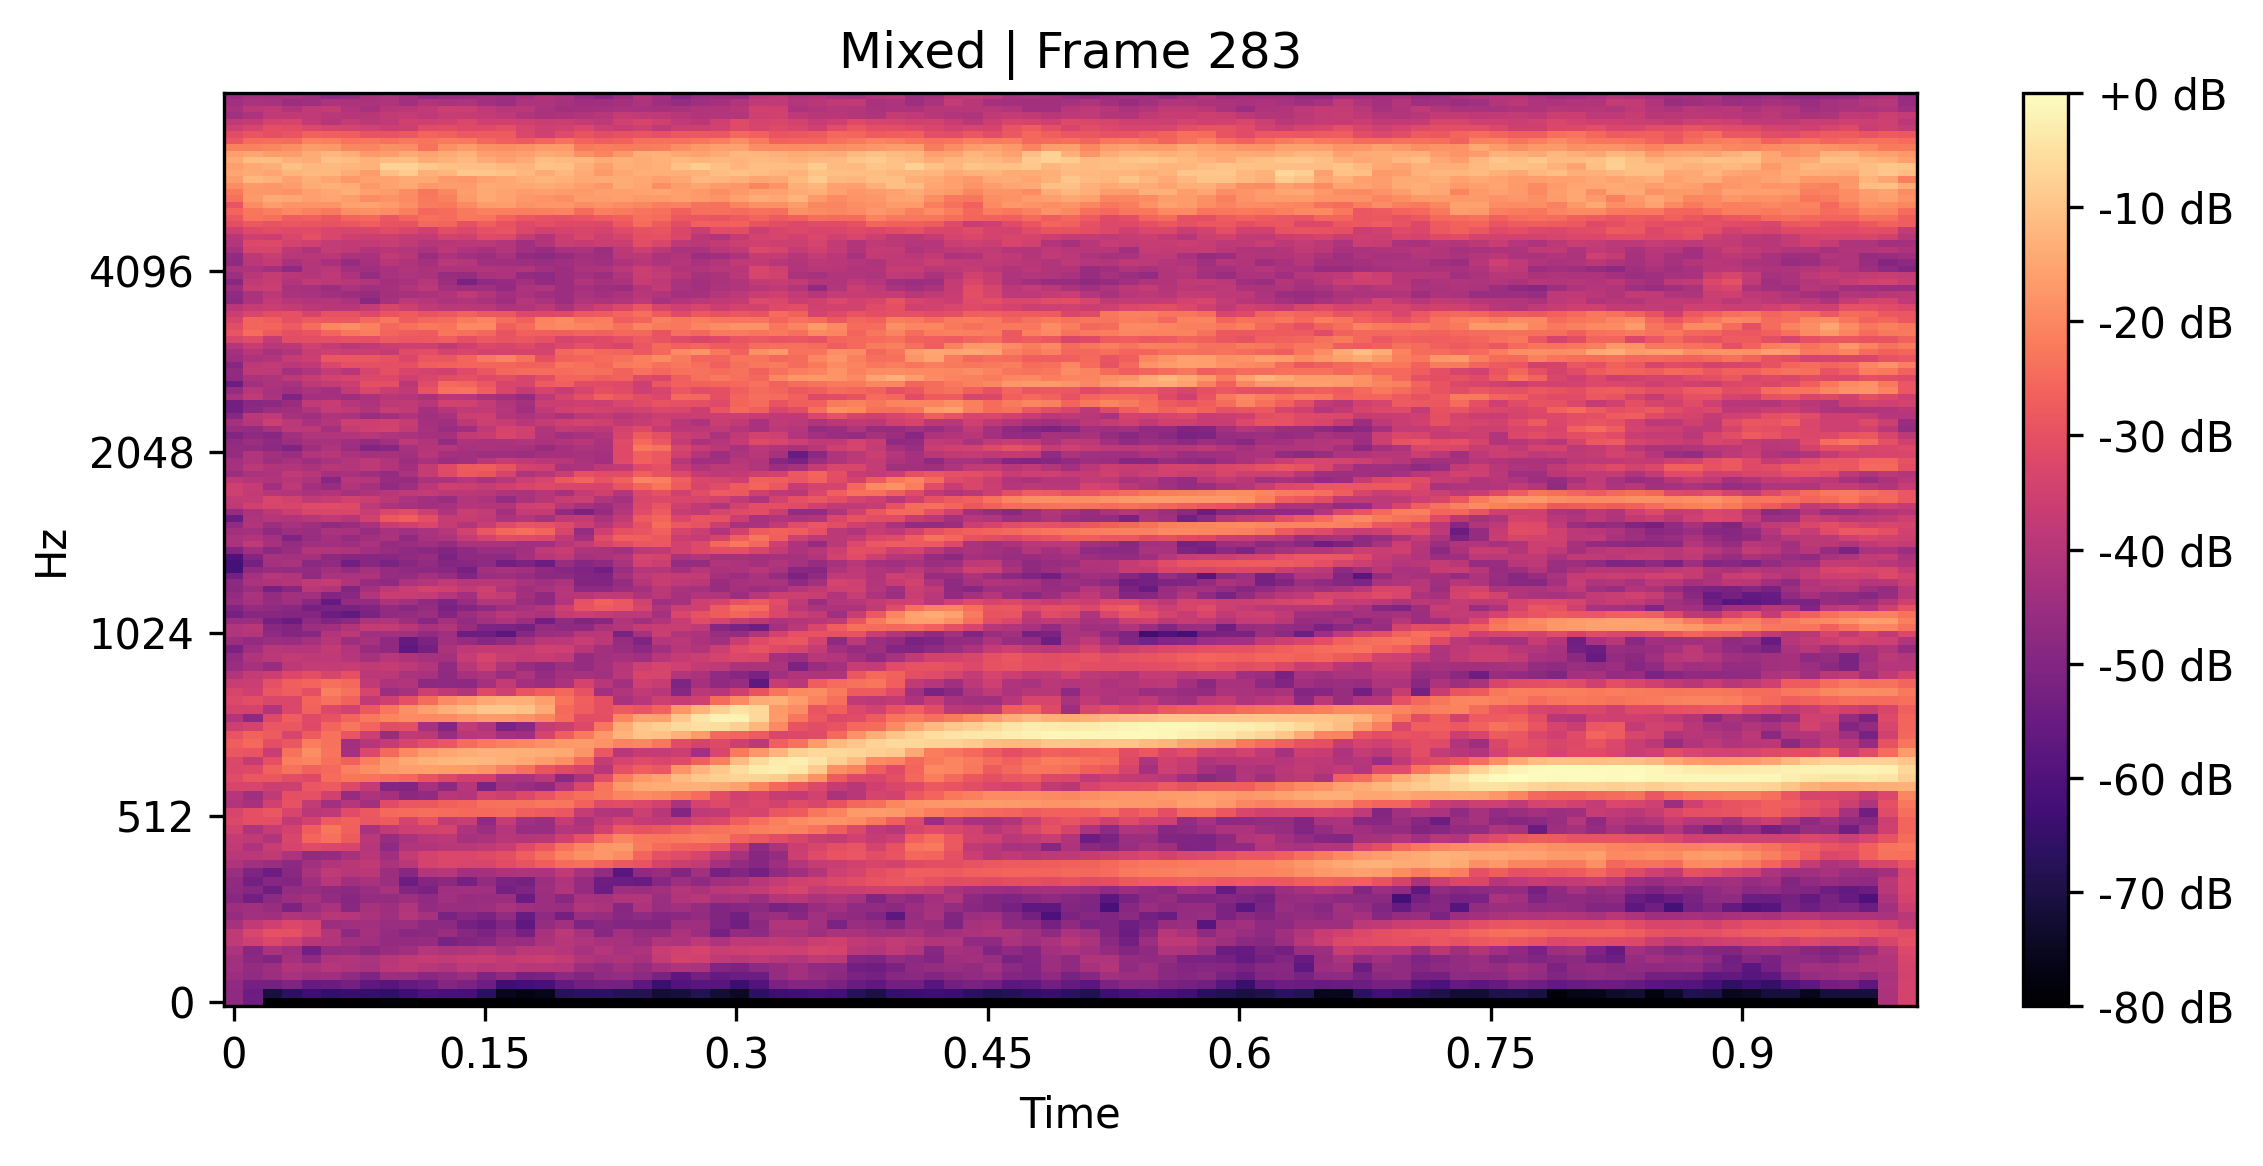 Mixed | Frame 283
+0 dB
-10 dB
-20 dB
-30 dB
-40 dB
-50 dB
-60 dB
-70 dB
-80 dB
Hz
4096
2048
1024
512
0
0 0.15 0.3 0.45 0.6 0.75 0.9
Time